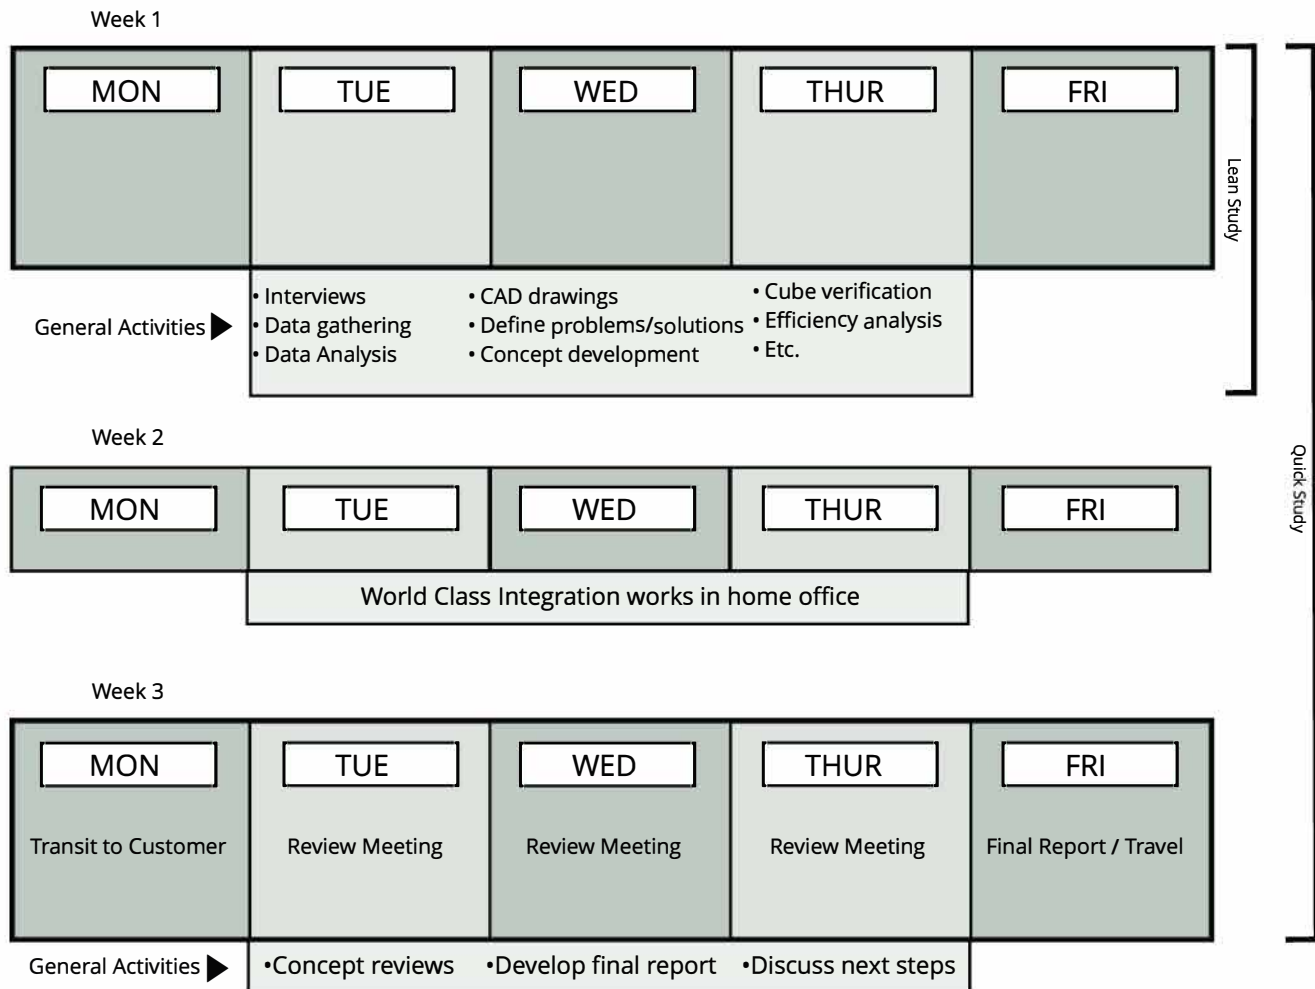 Week 1
MON TUE WED THUR FRI
Lean Study
General Activities
• Interviews
• Data gathering
• Data Analysis
• CAD drawings
• Define problems/solutions
• Concept development
• Cube verification
• Efficiency analysis
• Etc.
Quick Study
Week 2
MON TUE WED THUR FRI
World Class Integration works in home office
Week 3
MON TUE WED THUR FRI
Transit to Customer Review Meeting Review Meeting Review Meeting Final Report / Travel
General Activities •Concept reviews •Develop final report •Discuss next steps